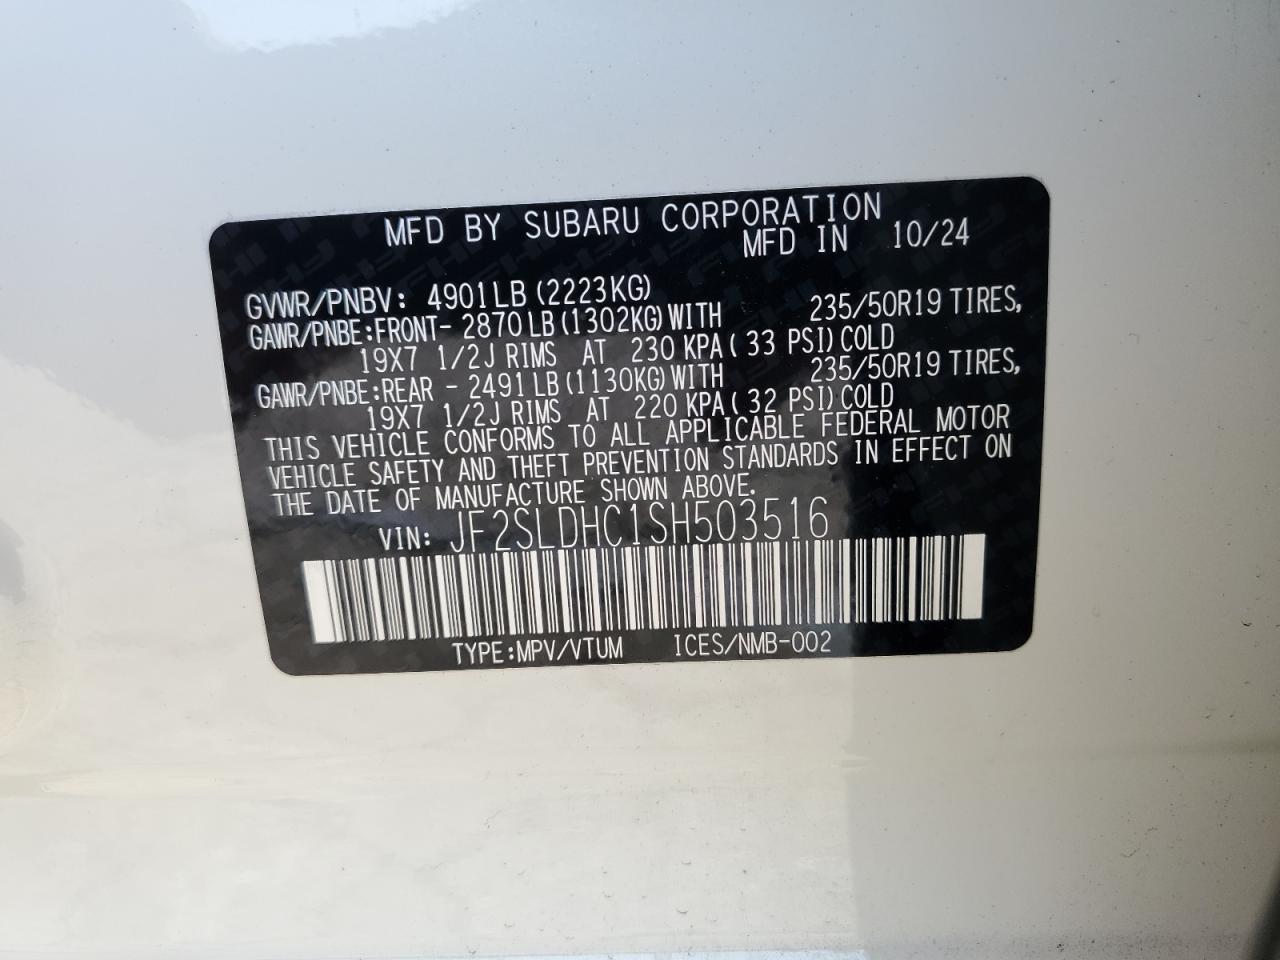 MFD BY SUBARU CORPORATION
MFD IN 10/24
GVWR/PNBV: 4901LB (2223KG)
GAWR/PNBE:FRONT- 2870LB(1302KG)WITH 235/50R19 TIRES,
19X7 1/2J RIMS AT 230 KPA( 33 PSI)COLD
GAWR/PNBE:REAR - 2491LB(1130KG)WITH 235/50R19 TIRES,
19X7 1/2J RIMS AT 220 KPA( 32 PSI)COLD
THIS VEHICLE CONFORMS TO ALL APPLICABLE FEDERAL MOTOR
VEHICLE SAFETY AND THEFT PREVENTION STANDARDS IN EFFECT ON
THE DATE OF MANUFACTURE SHOWN ABOVE.
VIN: JF2SLDHC1SH503516
TYPE:MPV/VTUM ICES/NMB-002